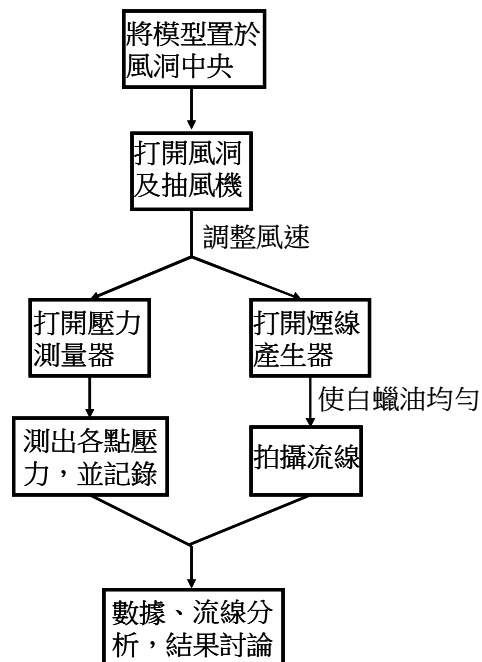 將模型置於
風洞中央
打開風洞
及抽風機
調整風速
打開壓力
測量器
打開煙線
產生器
使白蠟油均勻
測出各點壓
力，並記錄
拍攝流線
數據、流線分
析，結果討論